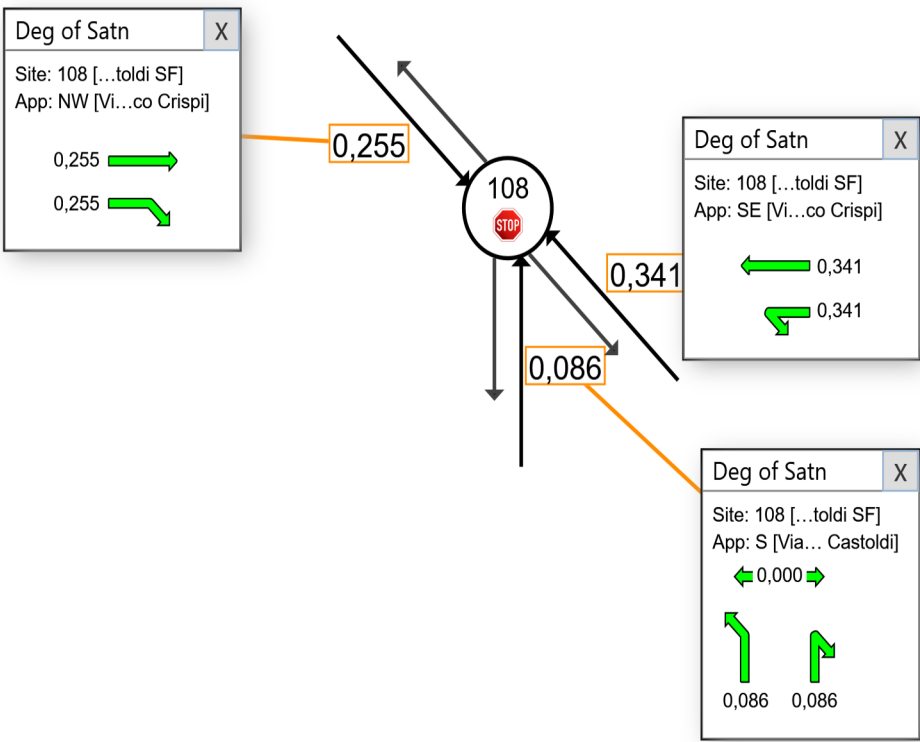 Deg of Satn X
Site: 108 [...toldi SF]
App: NW [Vi...co Crispi]
0,255
0,255
0,255
108
STOP
Deg of Satn X
Site: 108 [...toldi SF]
App: SE [Vi...co Crispi]
0,341
0,341
0,341
0,086
Deg of Satn X
Site: 108 [...toldi SF]
App: S [Via... Castoldi]
0,000
0,086 0,086